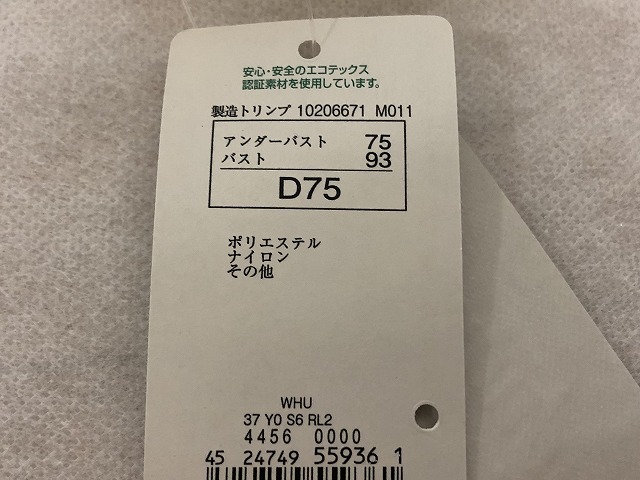 安心・安全のエコテックス
認証素材を使用しています。
製造トリンプ 10206671 M011
アンダーバスト 75
バスト 93
D75
ポリエステル
ナイロン
その他
WHU
37 Y0 S6 RL2
4456 0000
45 24749 55936 1